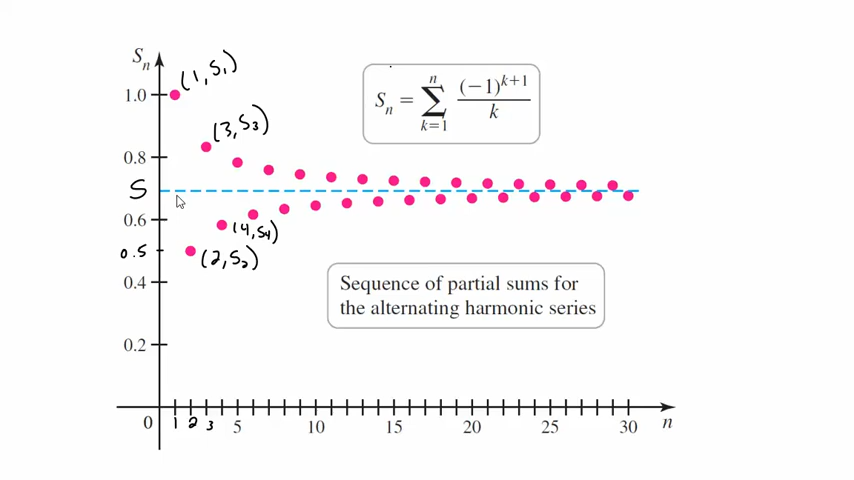 Sₙ
(1, S₁)
1.0
Sₙ = ∑ⁿₖ₌₁ (−1)ᵏ⁺¹ / k
(3, S₃)
0.8
S
0.6
(4, S₄)
0.5
(2, S₂)
0.4
Sequence of partial sums for
the alternating harmonic series
0.2
0 1 2 3 5 10 15 20 25 30 n